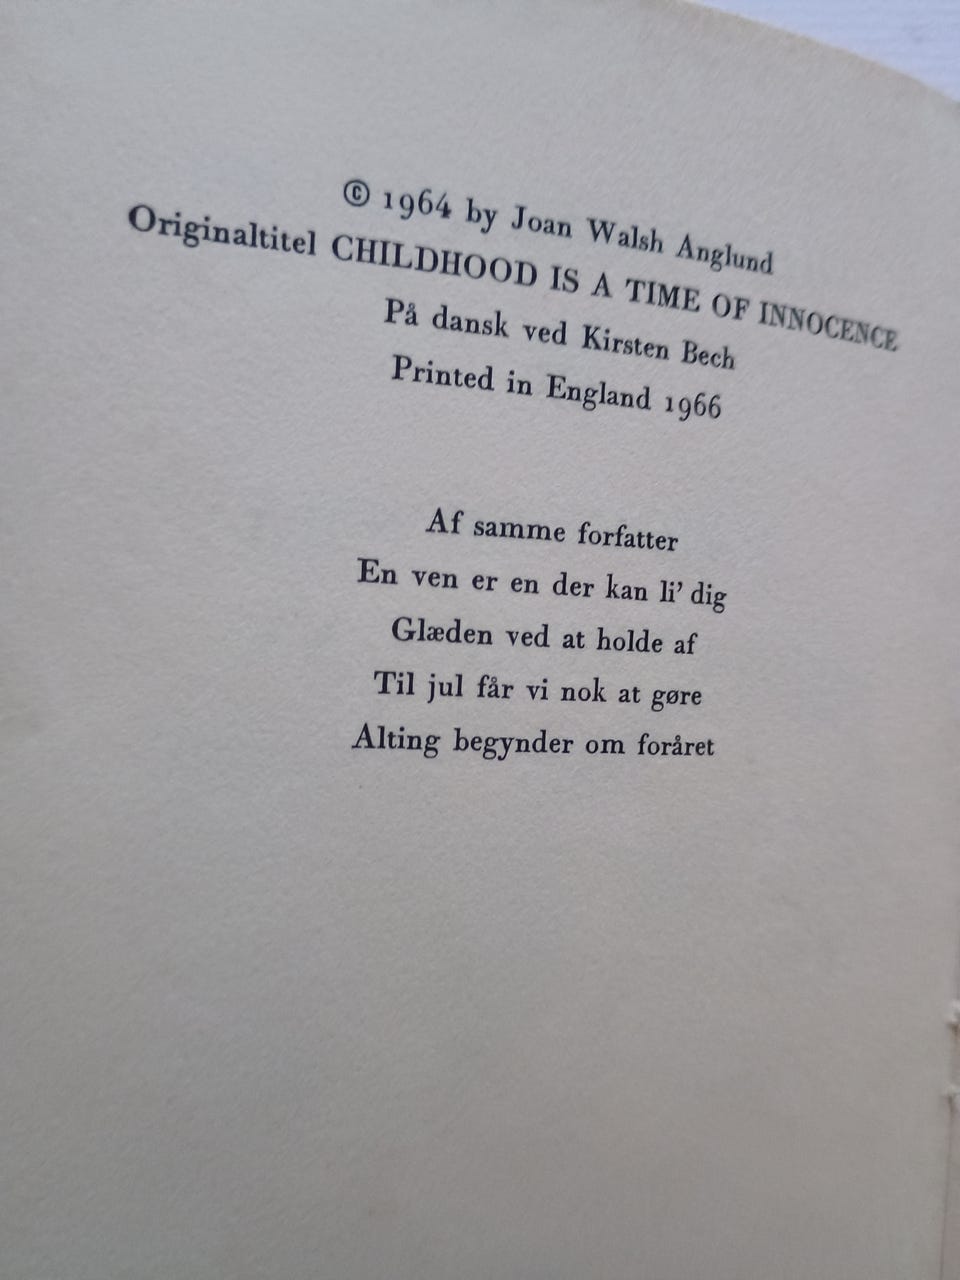 © 1964 by Joan Walsh Anglund
Originaltitel CHILDHOOD IS A TIME OF INNOCENCE
På dansk ved Kirsten Bech
Printed in England 1966
Af samme forfatter
En ven er en der kan li' dig
Glæden ved at holde af
Til jul får vi nok at gøre
Alting begynder om foråret